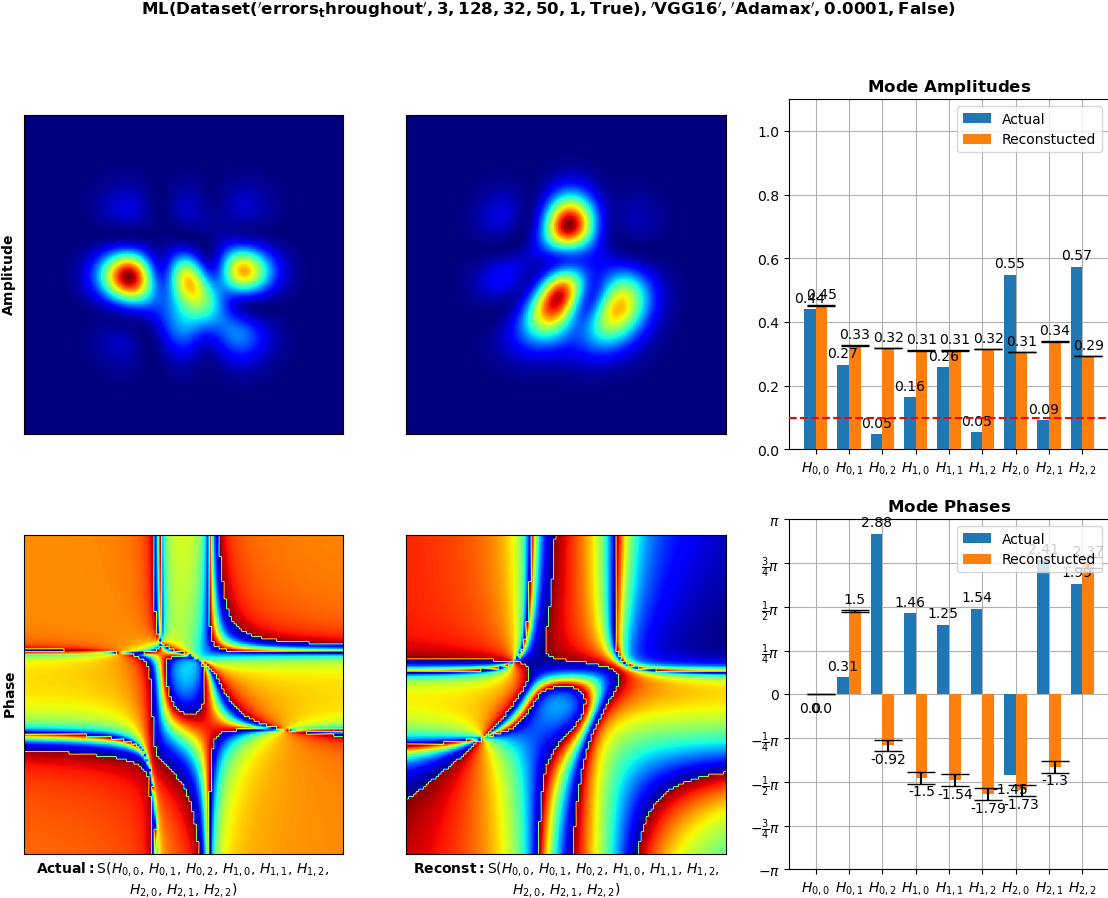 ML(Dataset('errors_throughout', 3, 128, 32, 50, 1, True), 'VGG16', 'Adamax', 0.0001, False)
Amplitude
Mode Amplitudes
Actual
Reconstucted
1.0
0.8
0.6
0.4
0.2
0.0
0.44 0.45 0.27 0.33 0.05 0.32 0.16 0.31 0.26 0.31 0.05 0.32 0.55 0.31 0.09 0.34 0.57 0.29
H0,0 H0,1 H0,2 H1,0 H1,1 H1,2 H2,0 H2,1 H2,2
Phase
Actual: S(H0,0, H0,1, H0,2, H1,0, H1,1, H1,2,
H2,0, H2,1, H2,2)
Reconst: S(H0,0, H0,1, H0,2, H1,0, H1,1, H1,2,
H2,0, H2,1, H2,2)
Mode Phases
Actual
Reconstucted
π
3/4π
1/2π
1/4π
0
−1/4π
−1/2π
−3/4π
−π
0.0 0.0 0.31 1.5 2.88 -0.92 1.46 -1.5 1.25 -1.54 1.54 -1.79 -1.73 2.41 -1.3 1.99 2.37
H0,0 H0,1 H0,2 H1,0 H1,1 H1,2 H2,0 H2,1 H2,2